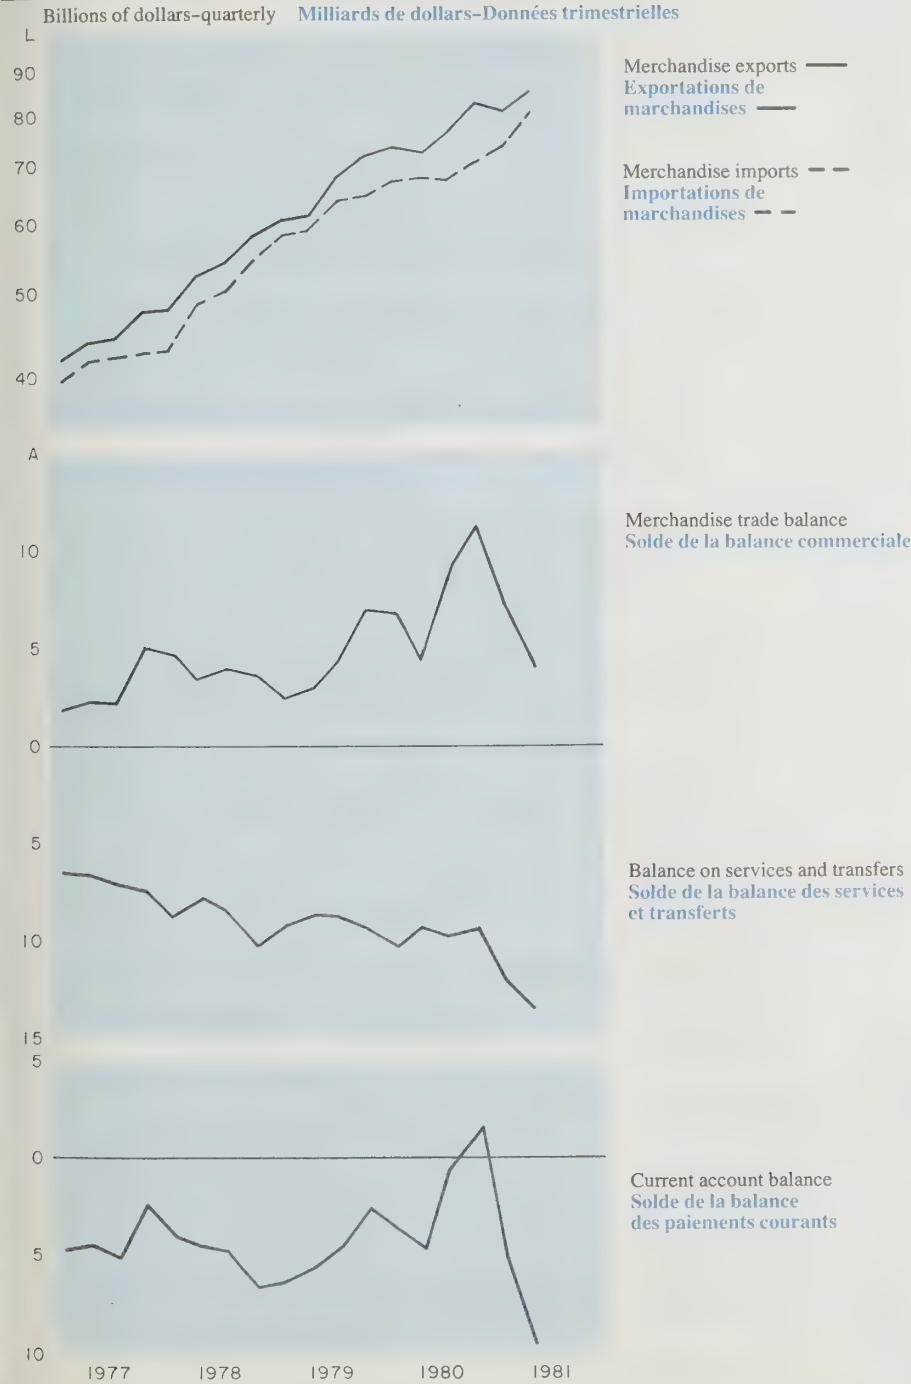 Billions of dollars–quarterly Milliards de dollars–Données trimestrielles
L
90
80
70
60
50
40
Merchandise exports
Exportations de
marchandises
Merchandise imports
Importations de
marchandises
A
10
5
0
5
10
15
Merchandise trade balance
Solde de la balance commerciale
Balance on services and transfers
Solde de la balance des services
et transferts
5
0
5
10
Current account balance
Solde de la balance
des paiements courants
1977 1978 1979 1980 1981